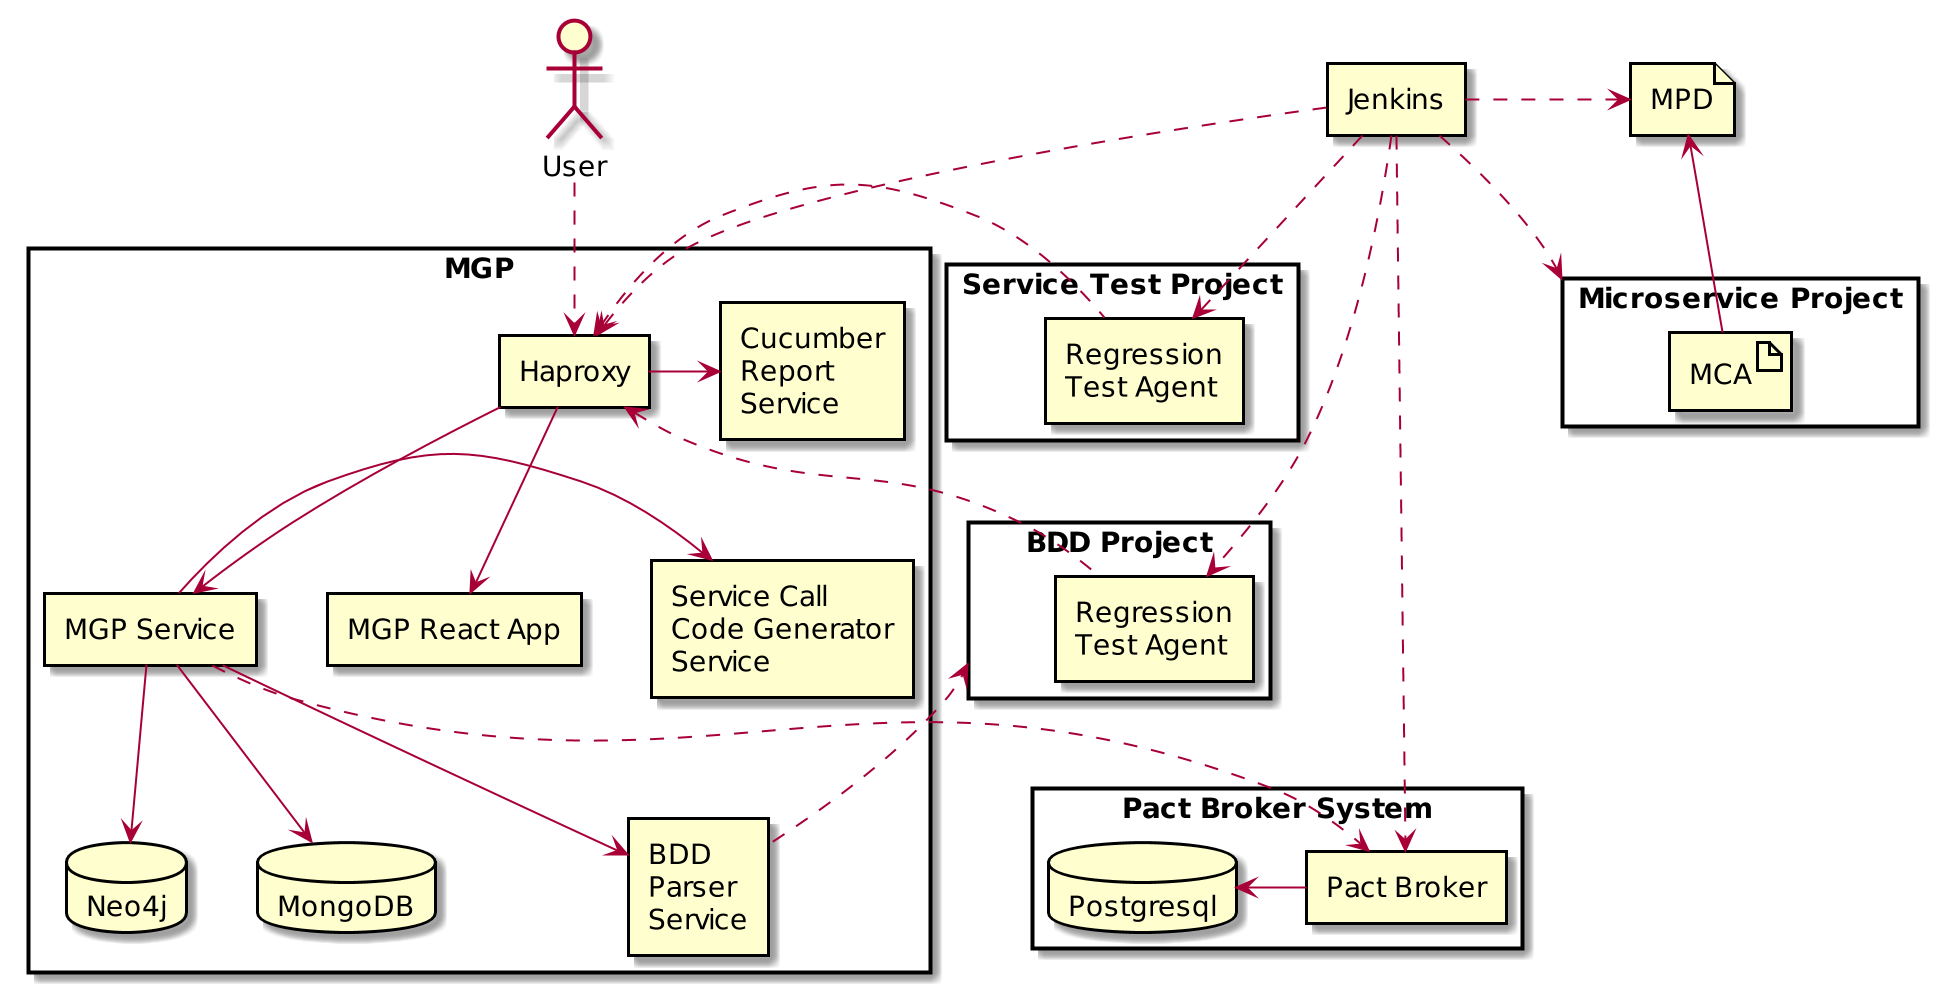 User
Jenkins
MPD
MGP
Service Test Project
Microservice Project
Haproxy
Cucumber
Report
Service
Regression
Test Agent
MCA
BDD Project
MGP Service
MGP React App
Service Call
Code Generator
Service
Regression
Test Agent
Pact Broker System
Neo4j
MongoDB
BDD
Parser
Service
Postgresql
Pact Broker